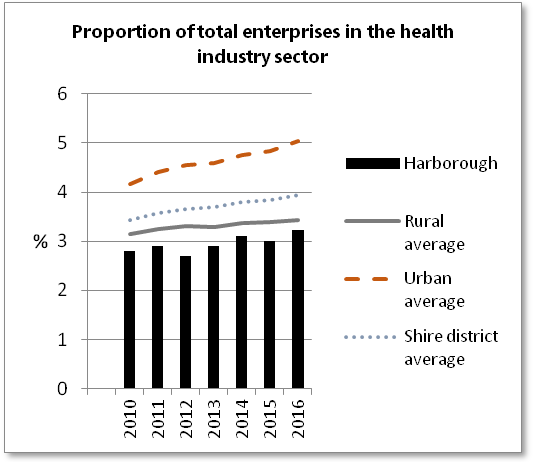 Proportion of total enterprises in the health
industry sector
6
5
4
3
2
1
0
%
2010
2011
2012
2013
2014
2015
2016
Harborough
Rural
average
Urban
average
Shire district
average